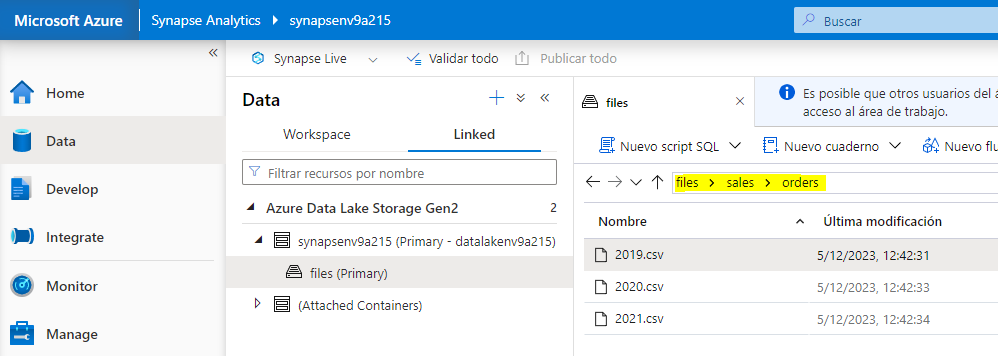 Microsoft Azure Synapse Analytics synapsenv9a215 Buscar
Home
Data
Develop
Integrate
Monitor
Manage
Synapse Live Validar todo Publicar todo
Data
Workspace Linked
Filtrar recursos por nombre
Azure Data Lake Storage Gen2 2
synapsenv9a215 (Primary - datalakenv9a215)
files (Primary)
(Attached Containers)
files
Es posible que otros usuarios del á
acceso al área de trabajo.
Nuevo script SQL Nuevo cuaderno Nuevo flu
files sales orders
Nombre Última modificación
2019.csv 5/12/2023, 12:42:31
2020.csv 5/12/2023, 12:42:33
2021.csv 5/12/2023, 12:42:34